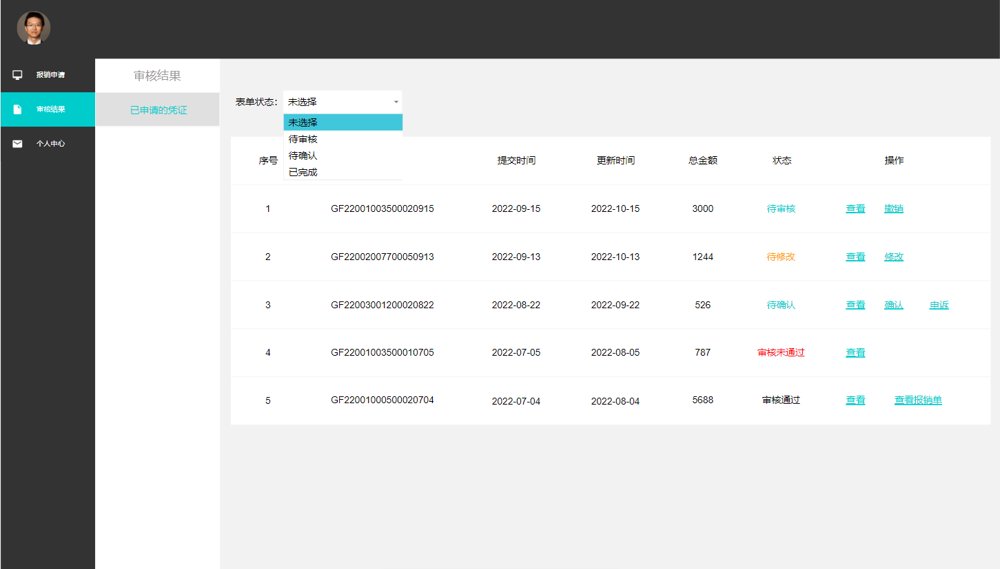 报销申请
审核结果
个人中心
审核结果
已申请的凭证
表单状态： 未选择
未选择
待审核
待确认
已完成
序号 提交时间 更新时间 总金额 状态 操作
1 GF22001003500020915 2022-09-15 2022-10-15 3000 待审核 查看 撤销
2 GF22002007700050913 2022-09-13 2022-10-13 1244 待修改 查看 修改
3 GF22003001200020822 2022-08-22 2022-09-22 526 待确认 查看 确认 申诉
4 GF22001003500010705 2022-07-05 2022-08-05 787 审核未通过 查看
5 GF22001000500020704 2022-07-04 2022-08-04 5688 审核通过 查看 查看报销单